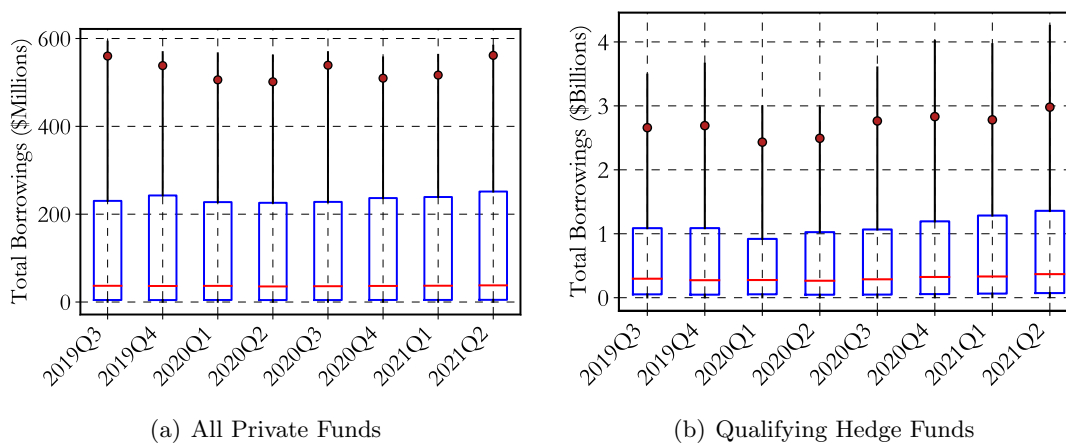 Total Borrowings ($Millions)
600
400
200
0
2019Q3
2019Q4
2020Q1
2020Q2
2020Q3
2020Q4
2021Q1
2021Q2
(a) All Private Funds
Total Borrowings ($Billions)
4
3
2
1
0
2019Q3
2019Q4
2020Q1
2020Q2
2020Q3
2020Q4
2021Q1
2021Q2
(b) Qualifying Hedge Funds